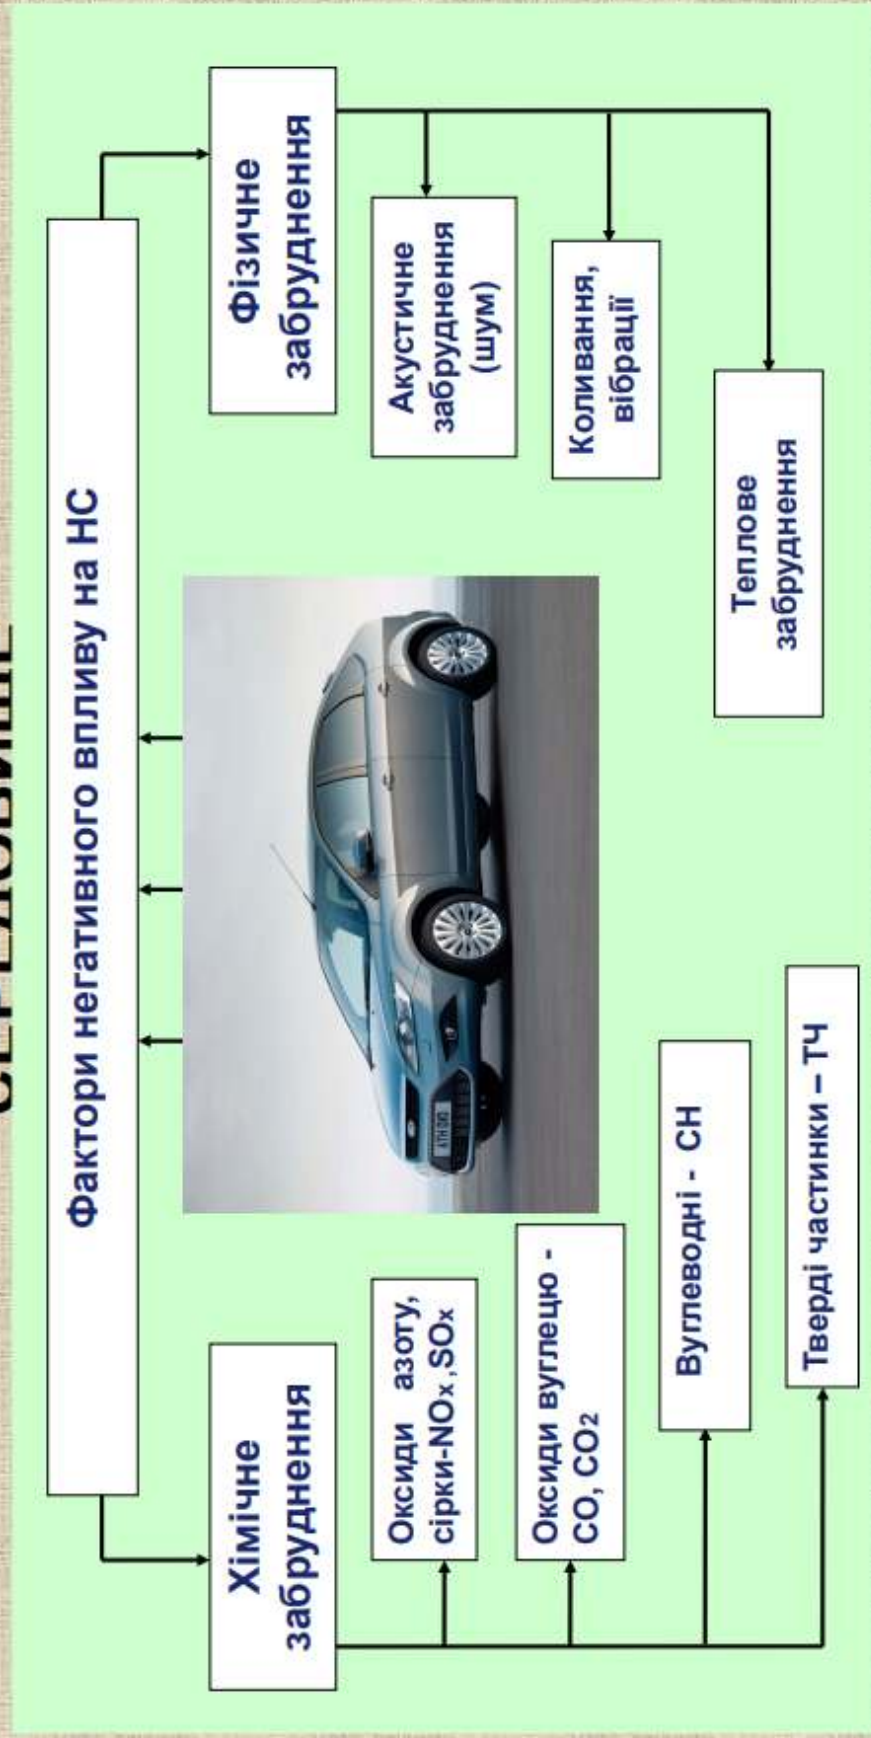 Фактори негативного впливу на НС
Хімічне
забруднення
Оксиди азоту,
сірки-NOx,SOx
Оксиди вуглецю -
CO, CO2
Вуглеводні - СН
Тверді частинки – ТЧ
Фізичне
забруднення
Акустичне
забруднення
(шум)
Коливання,
вібрації
Теплове
забруднення